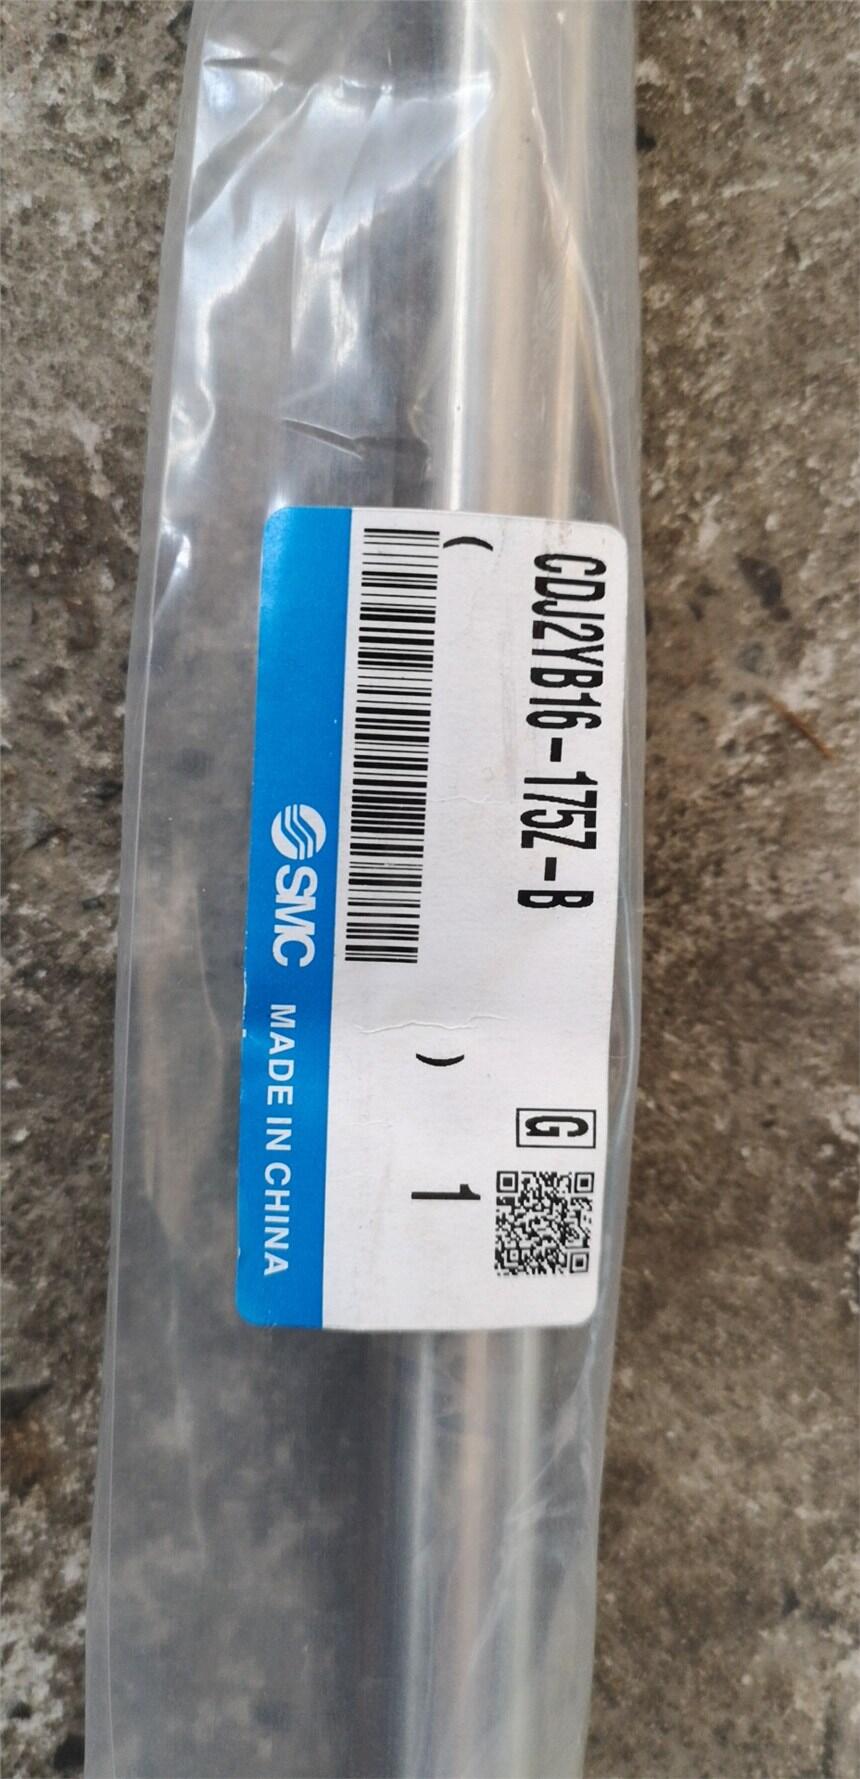 CDJ2YB16-175Z-B
G
(
)
1
SMC MADE IN CHINA